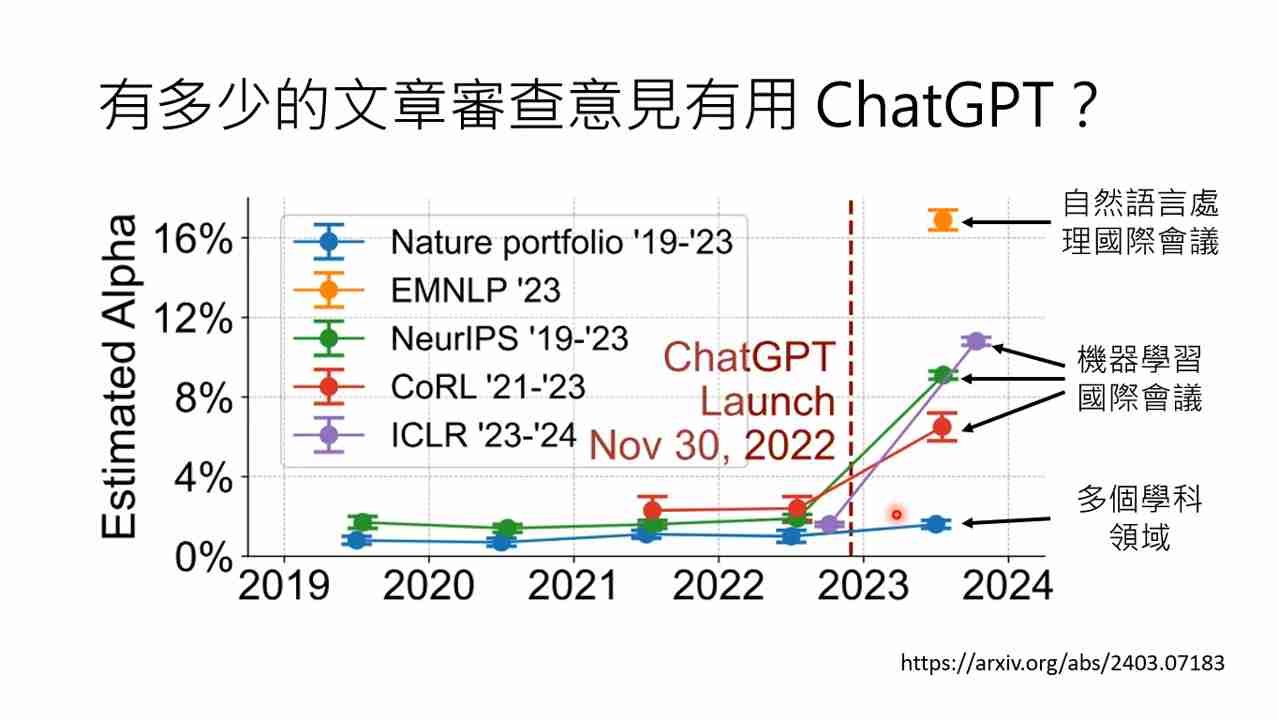 有多少的文章審查意見有用 ChatGPT？
Estimated Alpha
16%
12%
8%
4%
0%
Nature portfolio '19-'23
EMNLP '23
NeurIPS '19-'23
CoRL '21-'23
ICLR '23-'24
ChatGPT
Launch
Nov 30, 2022
2019 2020 2021 2022 2023 2024
自然語言處
理國際會議
機器學習
國際會議
多個學科
領域
https://arxiv.org/abs/2403.07183